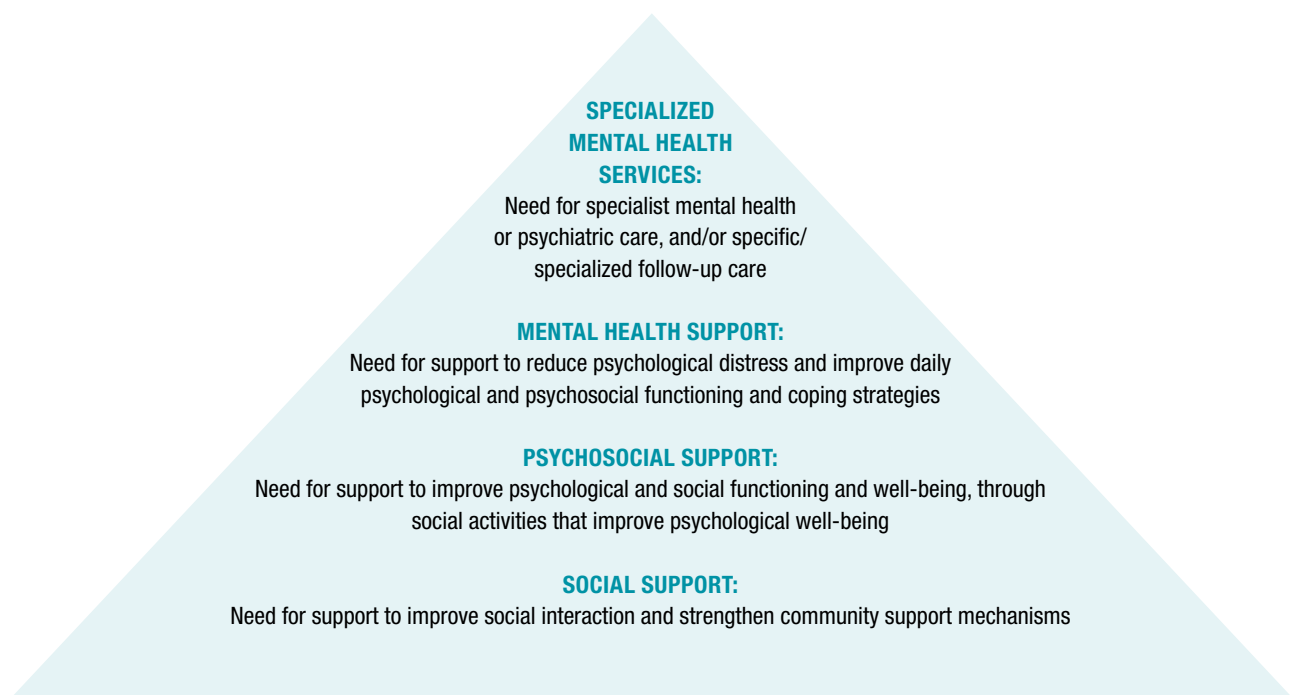 SPECIALIZED
MENTAL HEALTH
SERVICES:
Need for specialist mental health
or psychiatric care, and/or specific/
specialized follow-up care
MENTAL HEALTH SUPPORT:
Need for support to reduce psychological distress and improve daily
psychological and psychosocial functioning and coping strategies
PSYCHOSOCIAL SUPPORT:
Need for support to improve psychological and social functioning and well-being, through
social activities that improve psychological well-being
SOCIAL SUPPORT:
Need for support to improve social interaction and strengthen community support mechanisms